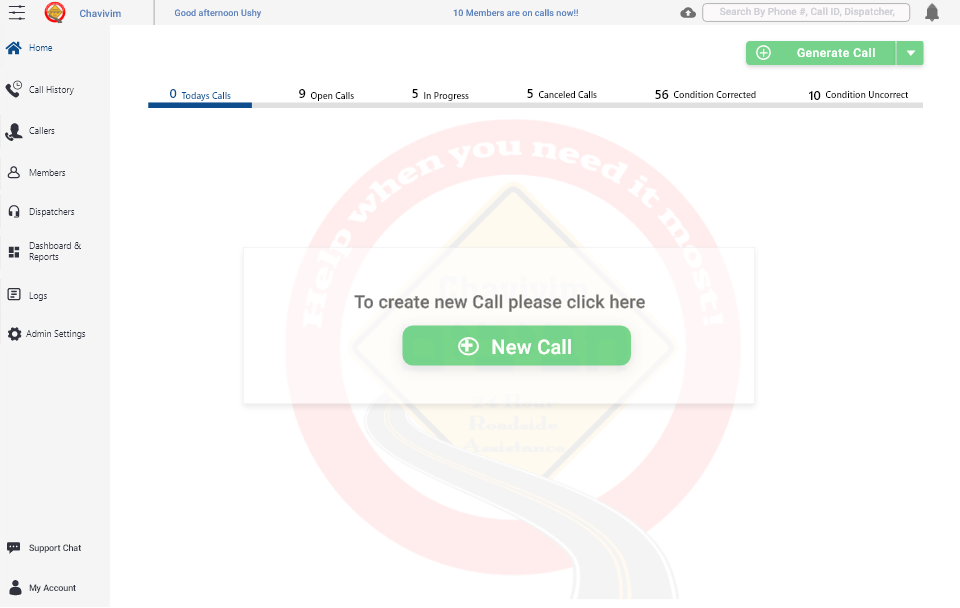 Chavivim
Good afternoon Ushy
10 Members are on calls now!!
Search By Phone #, Call ID, Dispatcher,
Home
Generate Call
Call History
0 Todays Calls
9 Open Calls
5 In Progress
5 Canceled Calls
56 Condition Corrected
10 Condition Uncorrect
Callers
Members
Dispatchers
Dashboard &
Reports
Logs
Admin Settings
Help when you need it most!
Chavivim
To create new Call please click here
New Call
24 Hour
Roadside
Assistance
Support Chat
My Account